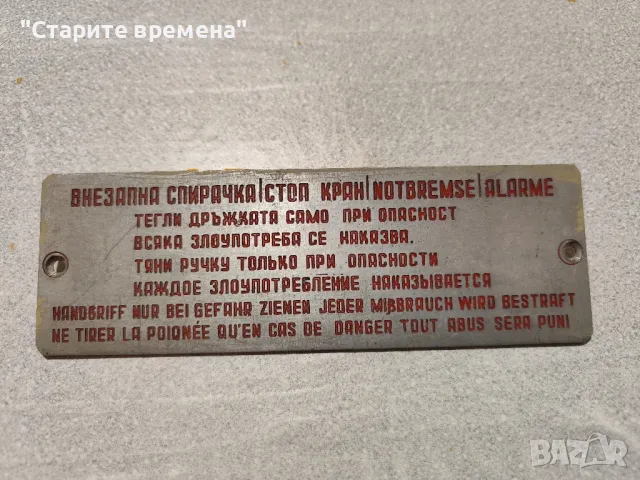 "Старите времена"
ВНЕЗАПНА СПИРАЧКА|СТОП КРАН|NOTBREMSE|ALARME
ТЕГЛИ ДРЪЖКАТА САМО ПРИ ОПАСНОСТ
ВСЯКА ЗЛОУПОТРЕБА СЕ НАКАЗВА.
ТЯНИ РУЧКУ ТОЛЬКО ПРИ ОПАСНОСТИ
КАЖДОЕ ЗЛОУПОТРЕБЛЕНИЕ НАКАЗЫВАЕТСЯ
HANDGRIFF NUR BEI GEFAHR ZIENEN JEDER MIßBRAUCH WIRD BESTRAFT
NE TIRER LA POIQNÉE QU'EN CAS DE DANGER TOUT ABUS SERA PUNI
BAZAR
bg